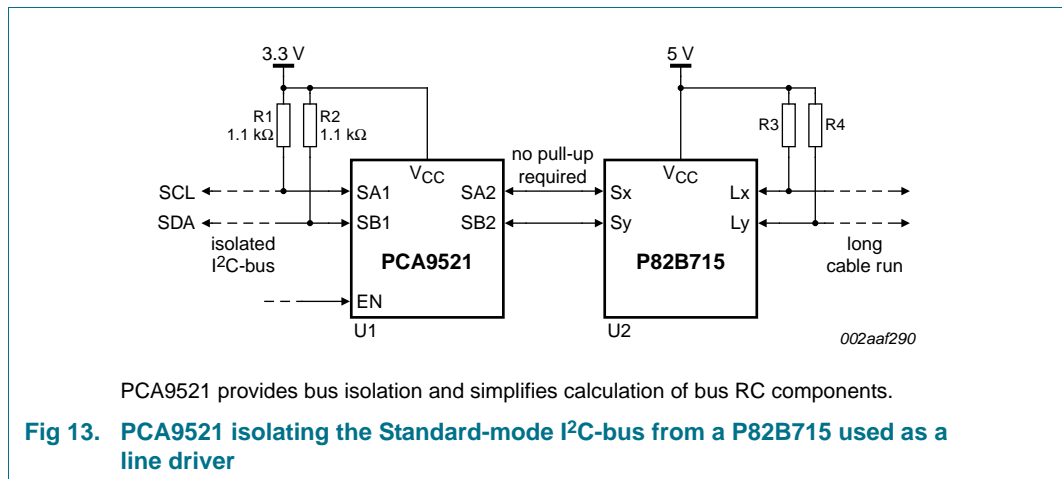 3.3 V
5 V
R1
1.1 kΩ
R2
1.1 kΩ
R3
R4
VCC
no pull-up
required
VCC
SCL
SA1
SA2
Sx
Lx
SDA
SB1
SB2
Sy
Ly
isolated
I²C-bus
PCA9521
P82B715
long
cable run
EN
U1
U2
002aaf290
PCA9521 provides bus isolation and simplifies calculation of bus RC components.
Fig 13. PCA9521 isolating the Standard-mode I²C-bus from a P82B715 used as a
line driver